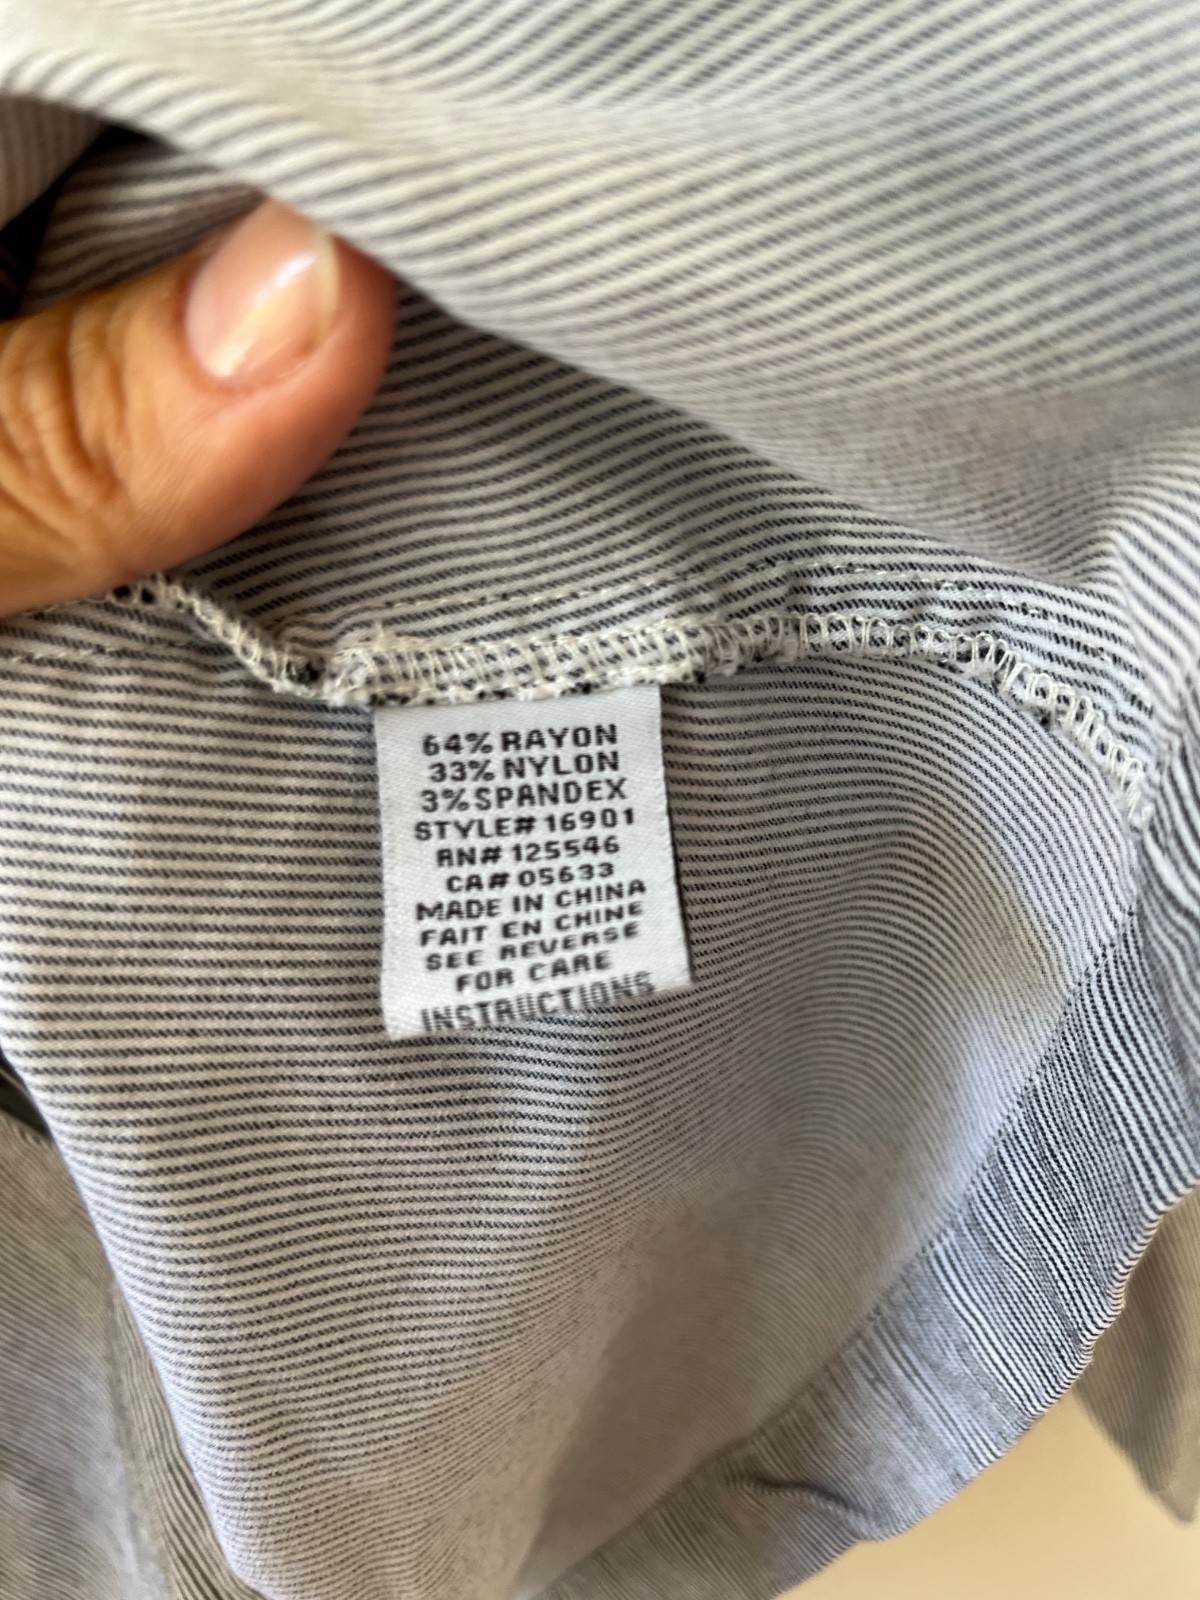 64% RAYON
33% NYLON
3% SPANDEX
STYLE# 16901
RN# 125546
CA# 05633
MADE IN CHINA
FAIT EN CHINE
SEE REVERSE
FOR CARE
INSTRUCTIONS